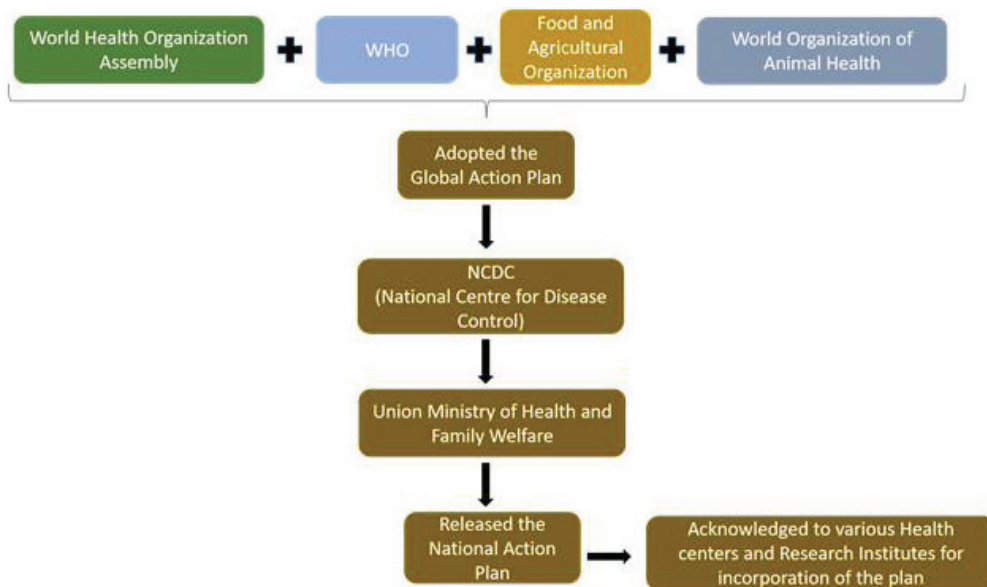 World Health Organization
Assembly
WHO
Food and
Agricultural
Organization
World Organization of
Animal Health
Adopted the
Global Action Plan
NCDC
(National Centre for Disease
Control)
Union Ministry of Health and
Family Welfare
Released the
National Action
Plan
Acknowledged to various Health
centers and Research Institutes for
incorporation of the plan